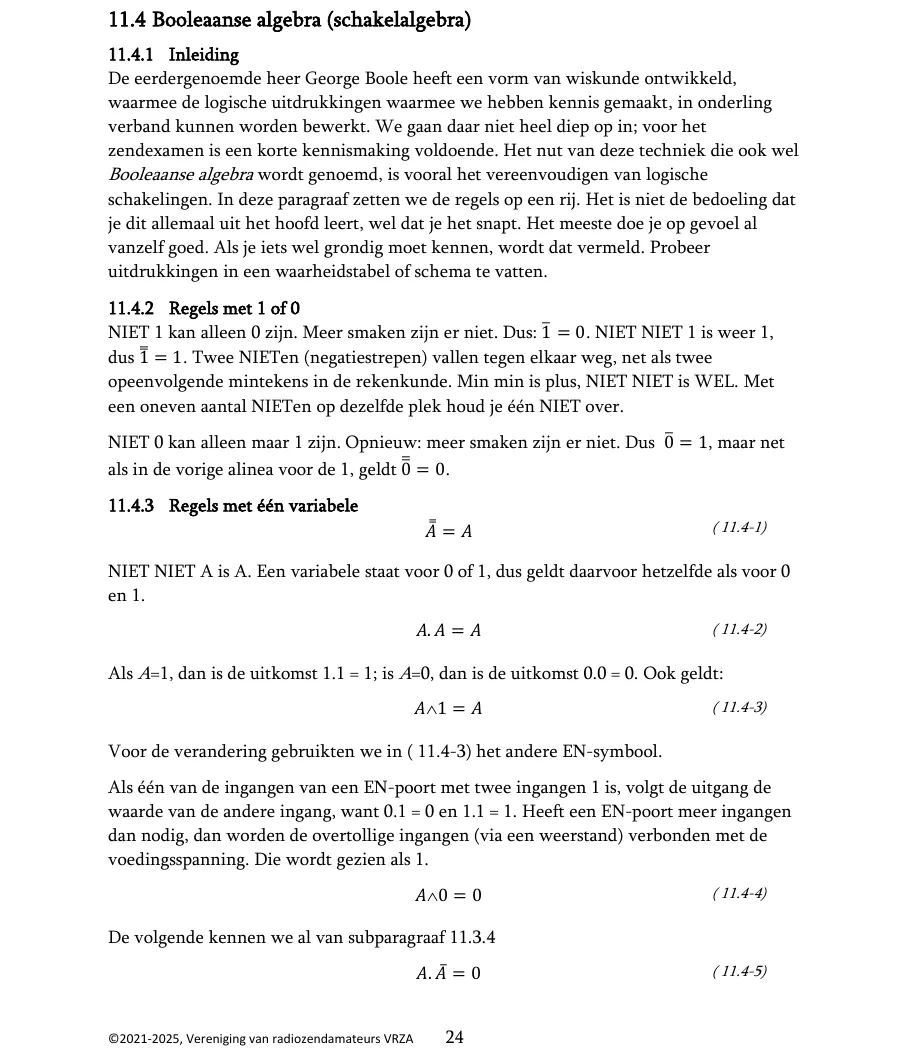 11.4 Booleaanse algebra (schakelalgebra)
11.4.1 Inleiding
De eerdergenoemde heer George Boole heeft een vorm van wiskunde ontwikkeld,
waarmee de logische uitdrukkingen waarmee we hebben kennis gemaakt, in onderling
verband kunnen worden bewerkt. We gaan daar niet heel diep op in; voor het
zendexamen is een korte kennismaking voldoende. Het nut van deze techniek die ook wel
Booleaanse algebra wordt genoemd, is vooral het vereenvoudigen van logische
schakelingen. In deze paragraaf zetten we de regels op een rij. Het is niet de bedoeling dat
je dit allemaal uit het hoofd leert, wel dat je het snapt. Het meeste doe je op gevoel al
vanzelf goed. Als je iets wel grondig moet kennen, wordt dat vermeld. Probeer
uitdrukkingen in een waarheidstabel of schema te vatten.
11.4.2 Regels met 1 of 0
NIET 1 kan alleen 0 zijn. Meer smaken zijn er niet. Dus: 1̅ = 0. NIET NIET 1 is weer 1,
dus 1̿ = 1. Twee NIETen (negatiestrepen) vallen tegen elkaar weg, net als twee
opeenvolgende mintekens in de rekenkunde. Min min is plus, NIET NIET is WEL. Met
een oneven aantal NIETen op dezelfde plek houd je één NIET over.
NIET 0 kan alleen maar 1 zijn. Opnieuw: meer smaken zijn er niet. Dus 0̅ = 1, maar net
als in de vorige alinea voor de 1, geldt 0̿ = 0.
11.4.3 Regels met één variabele
A̿ = A ( 11.4-1)
NIET NIET A is A. Een variabele staat voor 0 of 1, dus geldt daarvoor hetzelfde als voor 0
en 1.
A. A = A ( 11.4-2)
Als A=1, dan is de uitkomst 1.1 = 1; is A=0, dan is de uitkomst 0.0 = 0. Ook geldt:
A∧1 = A ( 11.4-3)
Voor de verandering gebruikten we in ( 11.4-3) het andere EN-symbool.
Als één van de ingangen van een EN-poort met twee ingangen 1 is, volgt de uitgang de
waarde van de andere ingang, want 0.1 = 0 en 1.1 = 1. Heeft een EN-poort meer ingangen
dan nodig, dan worden de overtollige ingangen (via een weerstand) verbonden met de
voedingsspanning. Die wordt gezien als 1.
A∧0 = 0 ( 11.4-4)
De volgende kennen we al van subparagraaf 11.3.4
A. A̅ = 0 ( 11.4-5)
©2021-2025, Vereniging van radiozendamateurs VRZA 24